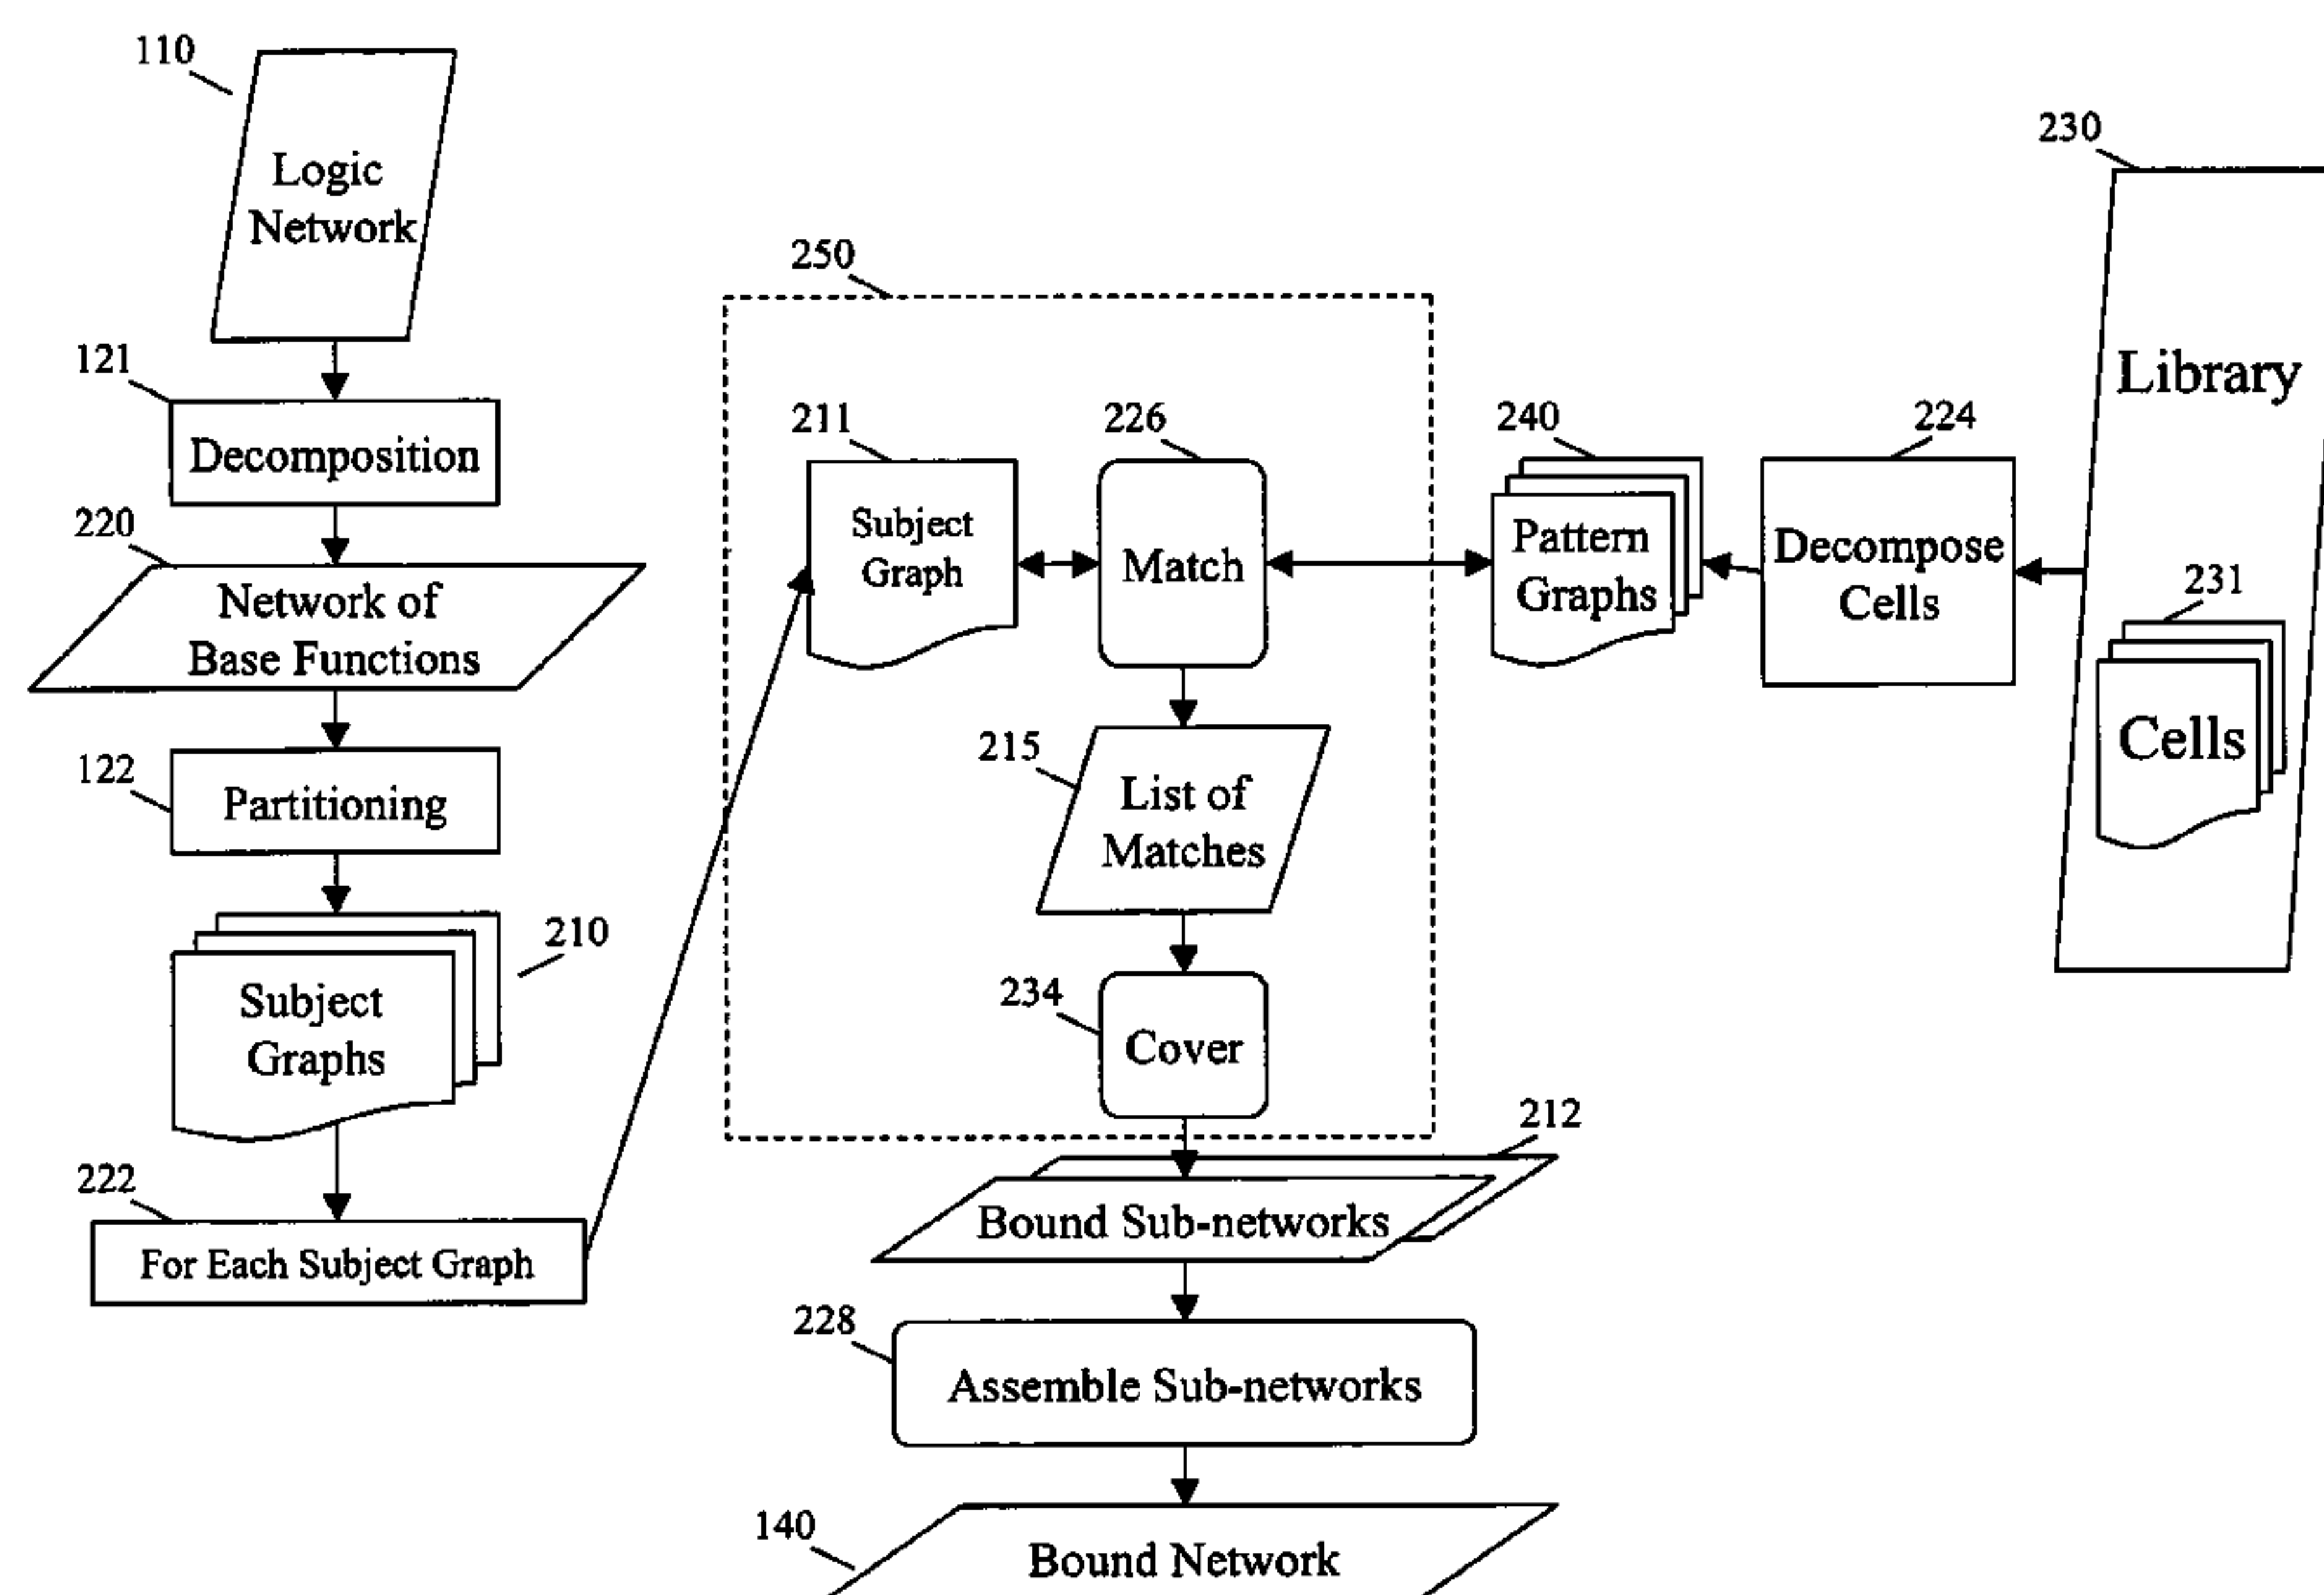 110
Logic
Network
121
Decomposition
220
Network of
Base Functions
122
Partitioning
210
Subject
Graphs
222
For Each Subject Graph
250
211
Subject
Graph
226
Match
215
List of
Matches
234
Cover
212
Bound Sub-networks
228
Assemble Sub-networks
140
Bound Network
240
Pattern
Graphs
224
Decompose
Cells
230
Library
231
Cells